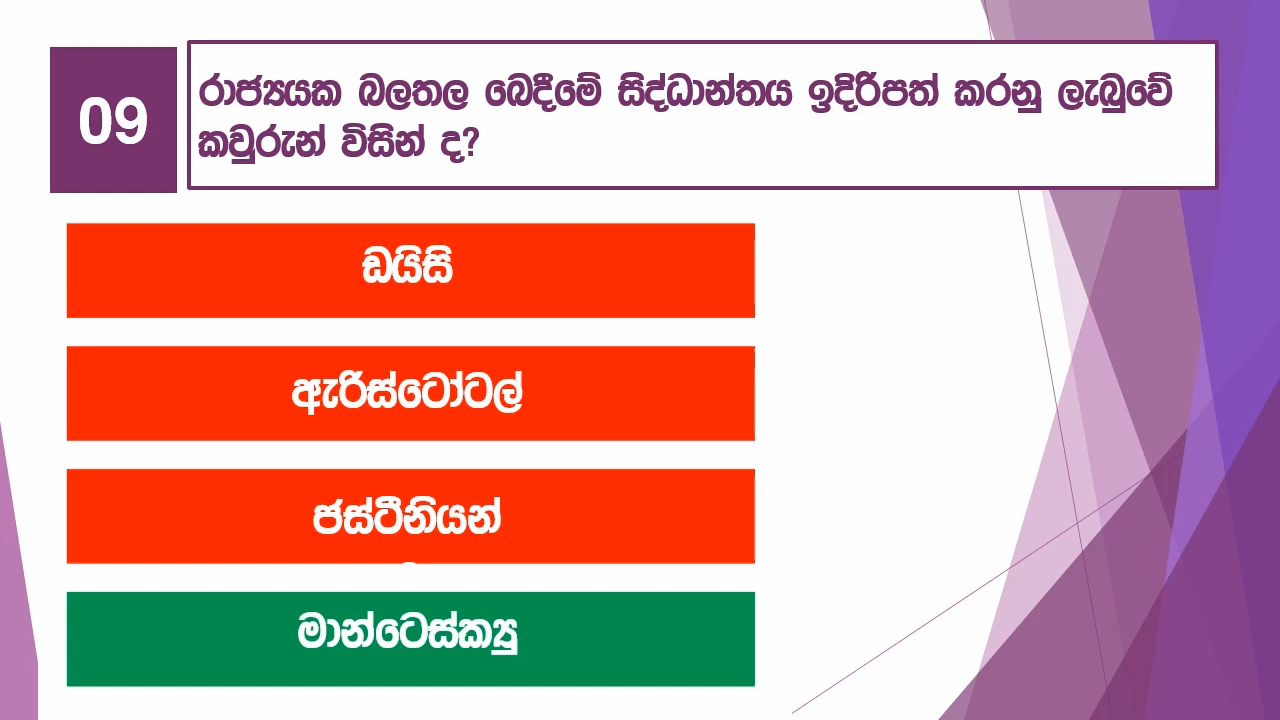 09
රාජ්‍යයක බලතල බෙදීමේ සිද්ධාන්තය ඉදිරිපත් කරනු ලැබුවේ
කවුරුන් විසින් ද?
ඩයිසි
ඇරිස්ටෝටල්
ජස්ටීනියන්
මාන්ටෙස්ක්‍යු